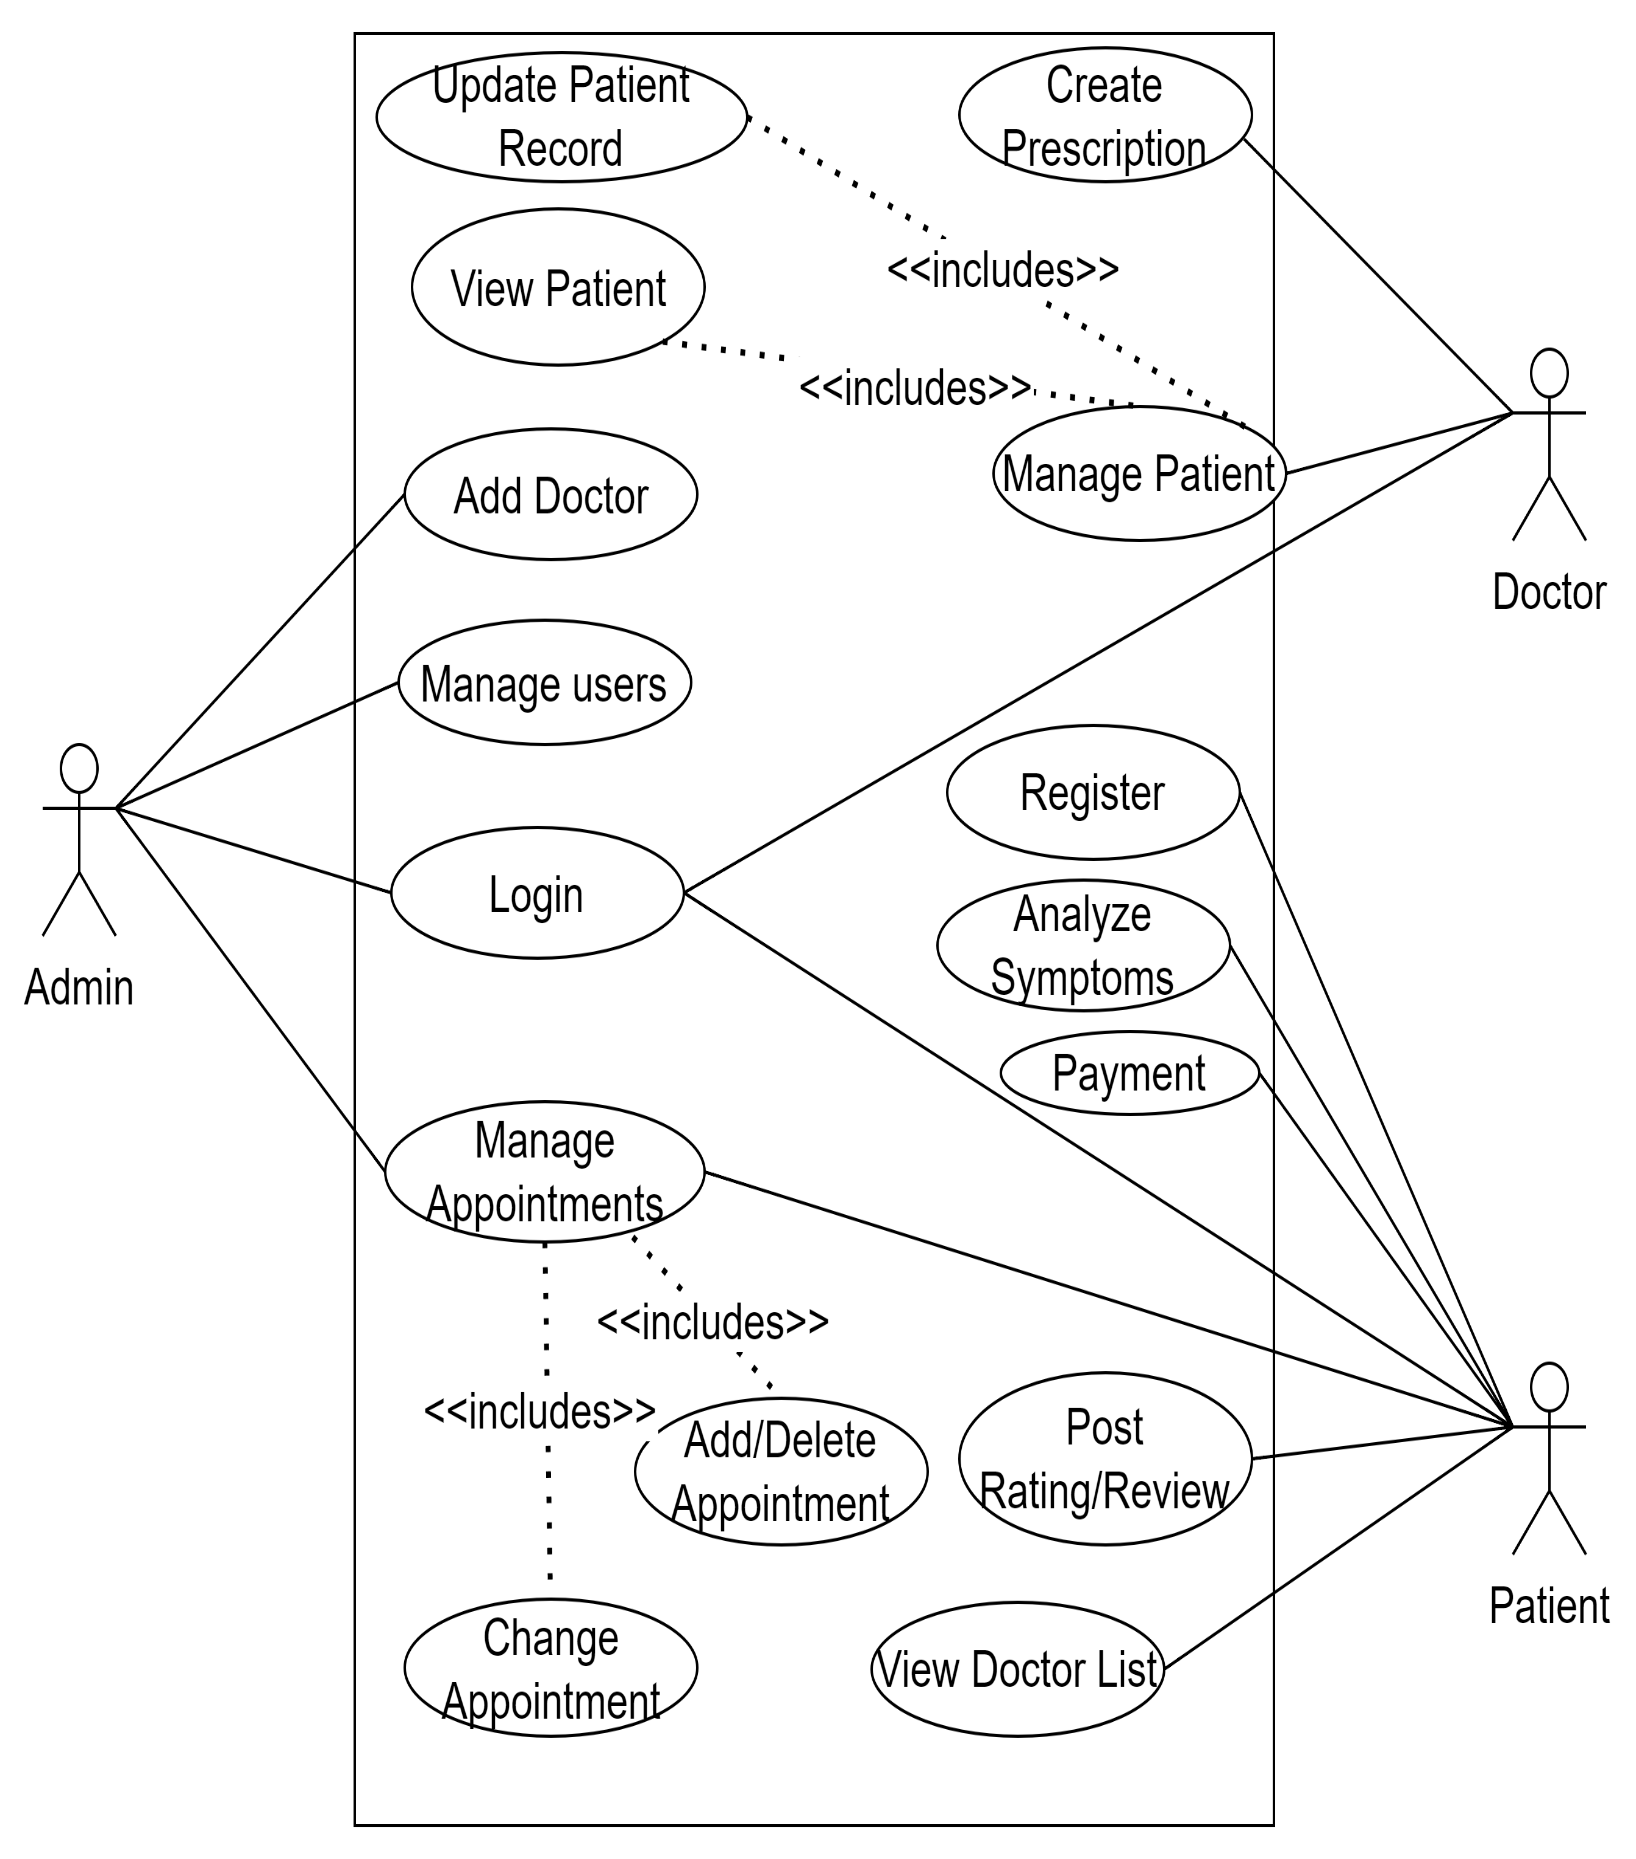 Update Patient
Record
Create
Prescription
<<includes>>
View Patient
<<includes>>
Manage Patient
Add Doctor
Doctor
Manage users
Register
Login
Analyze
Symptoms
Admin
Payment
Manage
Appointments
<<includes>>
<<includes>>
Add/Delete
Appointment
Post
Rating/Review
Patient
Change
Appointment
View Doctor List